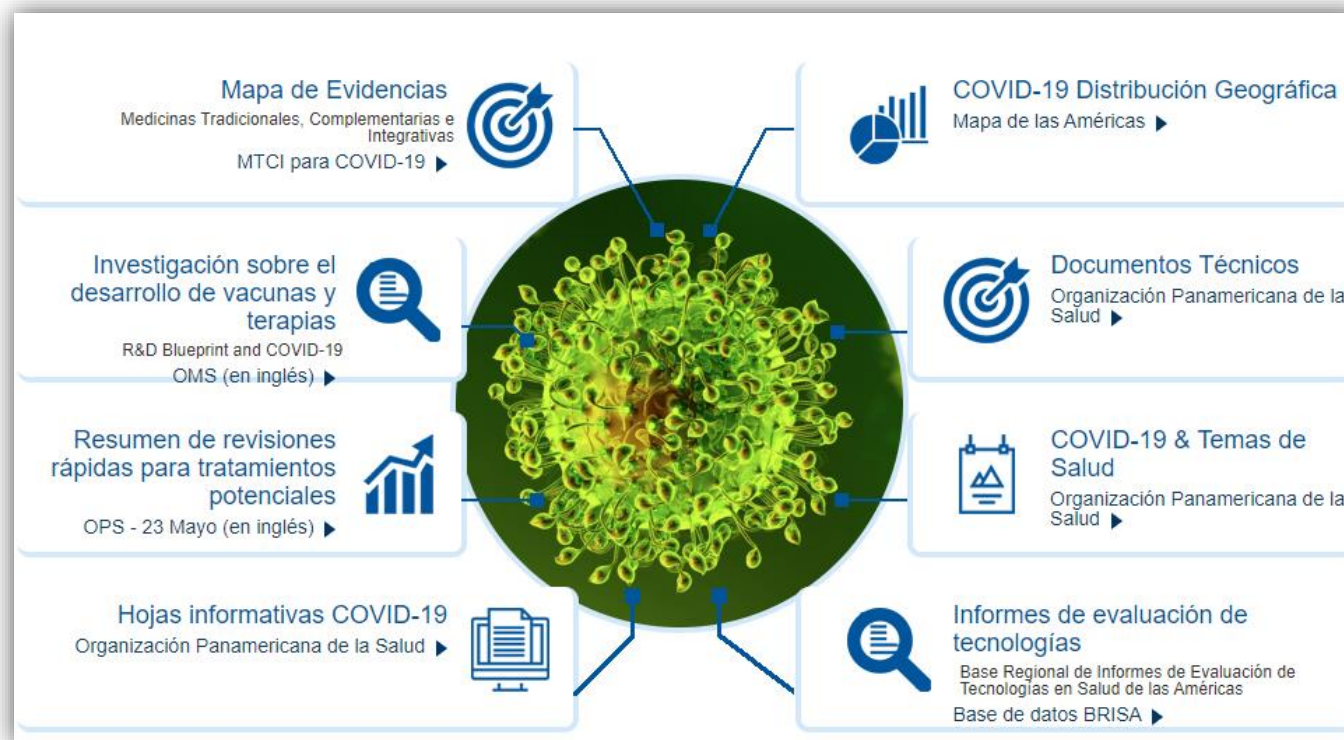 Mapa de Evidencias
Medicinas Tradicionales, Complementarias e
Integrativas
MTCI para COVID-19
Investigación sobre el
desarrollo de vacunas y
terapias
R&D Blueprint and COVID-19
OMS (en inglés)
Resumen de revisiones
rápidas para tratamientos
potenciales
OPS - 23 Mayo (en inglés)
Hojas informativas COVID-19
Organización Panamericana de la Salud
COVID-19 Distribución Geográfica
Mapa de las Américas
Documentos Técnicos
Organización Panamericana de la
Salud
COVID-19 & Temas de
Salud
Organización Panamericana de la
Salud
Informes de evaluación de
tecnologías
Base Regional de Informes de Evaluación de
Tecnologías en Salud de las Américas
Base de datos BRISA